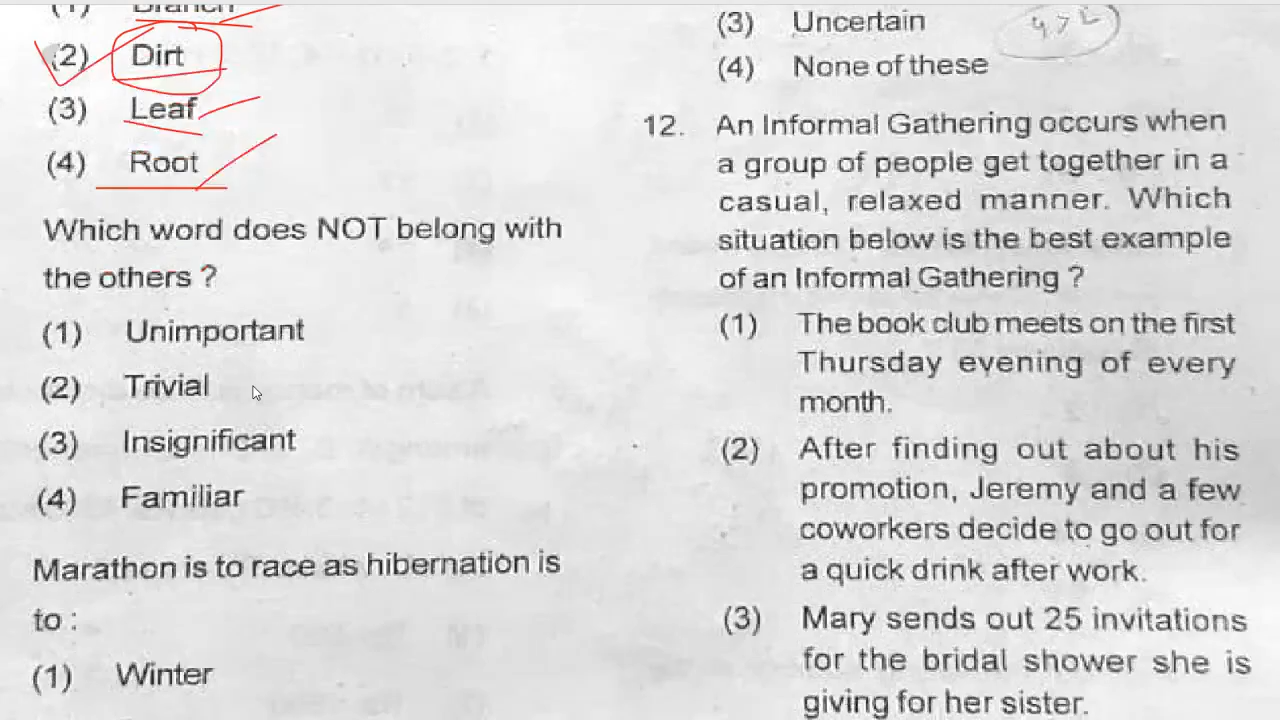 (1) Branch
(2) Dirt
(3) Leaf
(4) Root
Which word does NOT belong with
the others ?
(1) Unimportant
(2) Trivial
(3) Insignificant
(4) Familiar
Marathon is to race as hibernation is
to :
(1) Winter
(3) Uncertain
(4) None of these
12. An Informal Gathering occurs when
a group of people get together in a
casual, relaxed manner. Which
situation below is the best example
of an Informal Gathering ?
(1) The book club meets on the first
Thursday evening of every
month.
(2) After finding out about his
promotion, Jeremy and a few
coworkers decide to go out for
a quick drink after work.
(3) Mary sends out 25 invitations
for the bridal shower she is
giving for her sister.